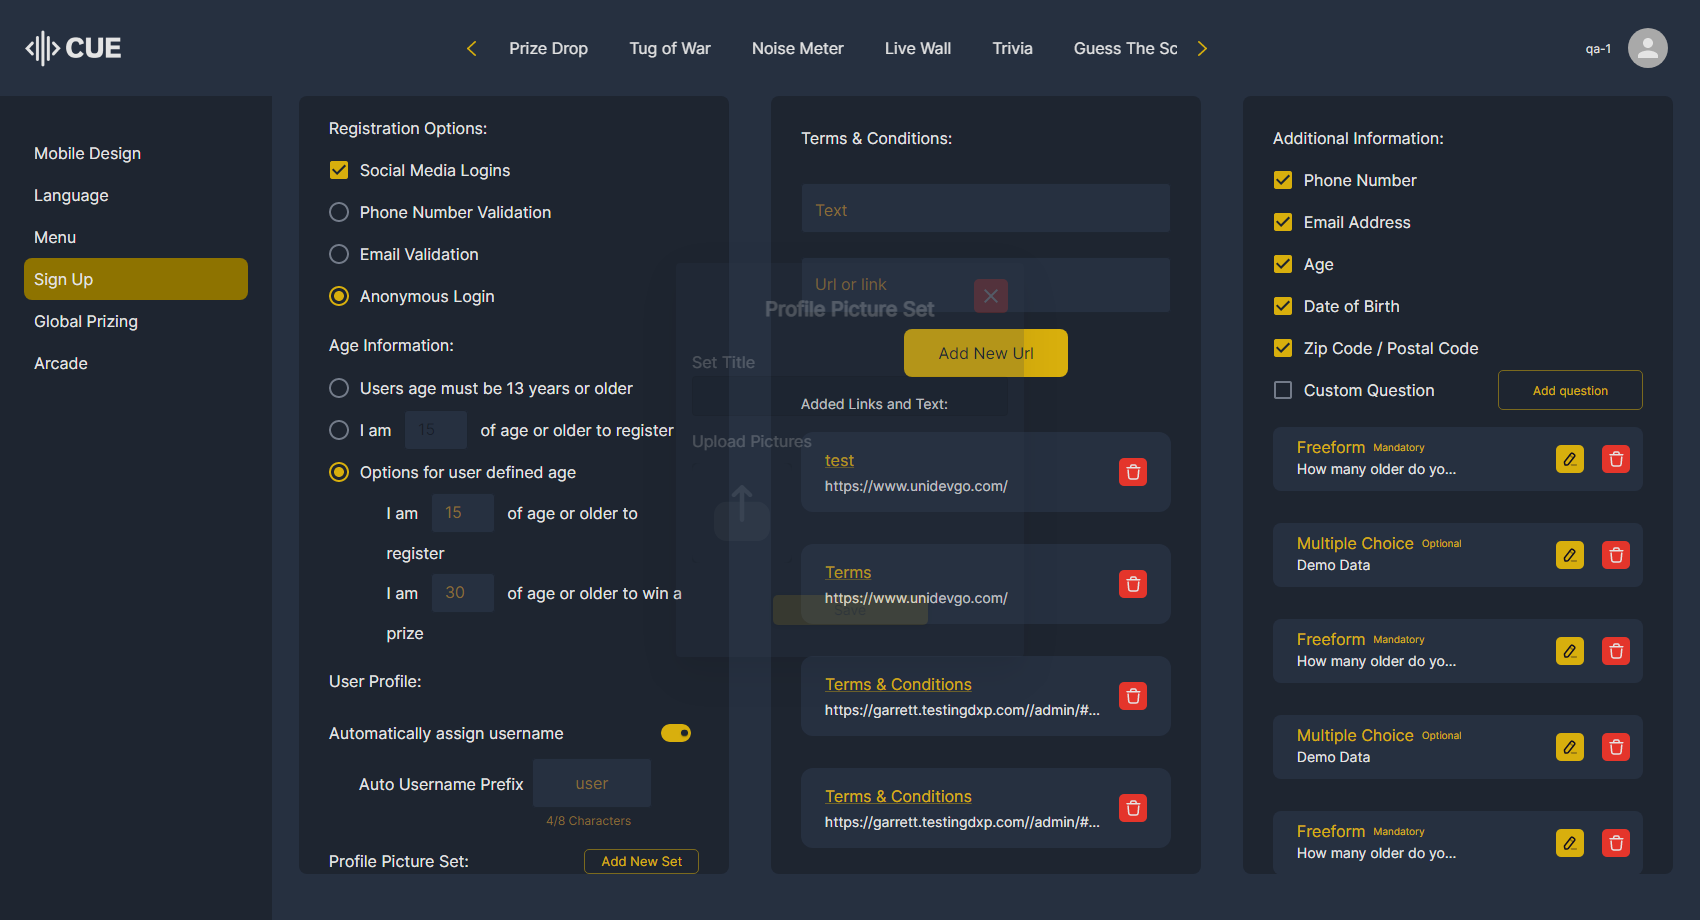 CUE
Prize Drop
Tug of War
Noise Meter
Live Wall
Trivia
Guess The Sc
qa-1
Mobile Design
Language
Menu
Sign Up
Global Prizing
Arcade
Registration Options:
Social Media Logins
Phone Number Validation
Email Validation
Anonymous Login
Age Information:
Users age must be 13 years or older
I am 15 of age or older to register
Options for user defined age
I am 15 of age or older to
register
I am 30 of age or older to win a
prize
User Profile:
Automatically assign username
Auto Username Prefix user
4/8 Characters
Profile Picture Set:
Add New Set
Profile Picture Set
Set Title
Upload Pictures
Save
Terms & Conditions:
Text
Url or link
Add New Url
Added Links and Text:
test
https://www.unidevgo.com/
Terms
https://www.unidevgo.com/
Terms & Conditions
https://garrett.testingdxp.com//admin/#...
Terms & Conditions
https://garrett.testingdxp.com//admin/#...
Additional Information:
Phone Number
Email Address
Age
Date of Birth
Zip Code / Postal Code
Custom Question
Add question
Freeform Mandatory
How many older do yo...
Multiple Choice Optional
Demo Data
Freeform Mandatory
How many older do yo...
Multiple Choice Optional
Demo Data
Freeform Mandatory
How many older do yo...